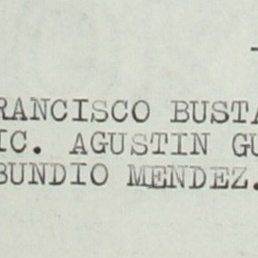 RANCISCO BUSTA
IC. AGUSTIN GU
BUNDIO MENDEZ.